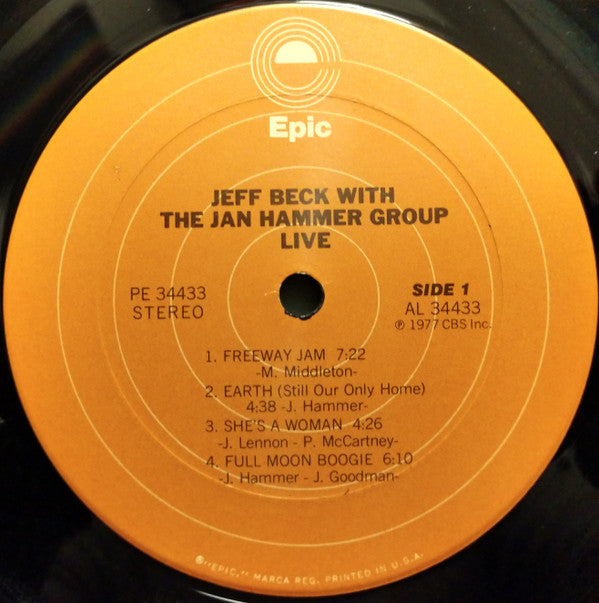 Epic
JEFF BECK WITH
THE JAN HAMMER GROUP
LIVE
PE 34433
STEREO
SIDE 1
AL 34433
℗ 1977 CBS Inc.
1. FREEWAY JAM 7:22
-M. Middleton-
2. EARTH (Still Our Only Home)
4:38 -J. Hammer-
3. SHE'S A WOMAN 4:26
-J. Lennon - P. McCartney-
4. FULL MOON BOOGIE 6:10
-J. Hammer - J. Goodman-
®"EPIC," MARCA REG. PRINTED IN U.S.A.